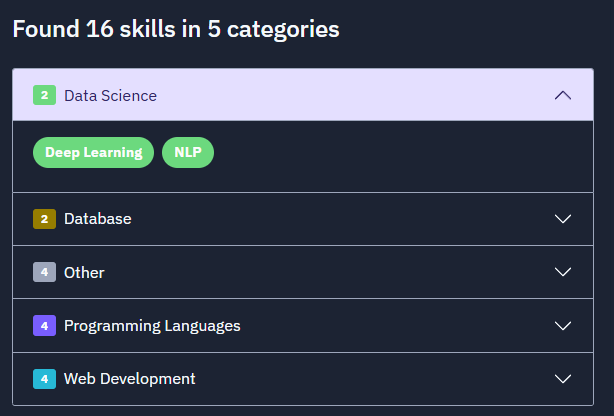 Found 16 skills in 5 categories
2 Data Science
Deep Learning NLP
2 Database
4 Other
4 Programming Languages
4 Web Development